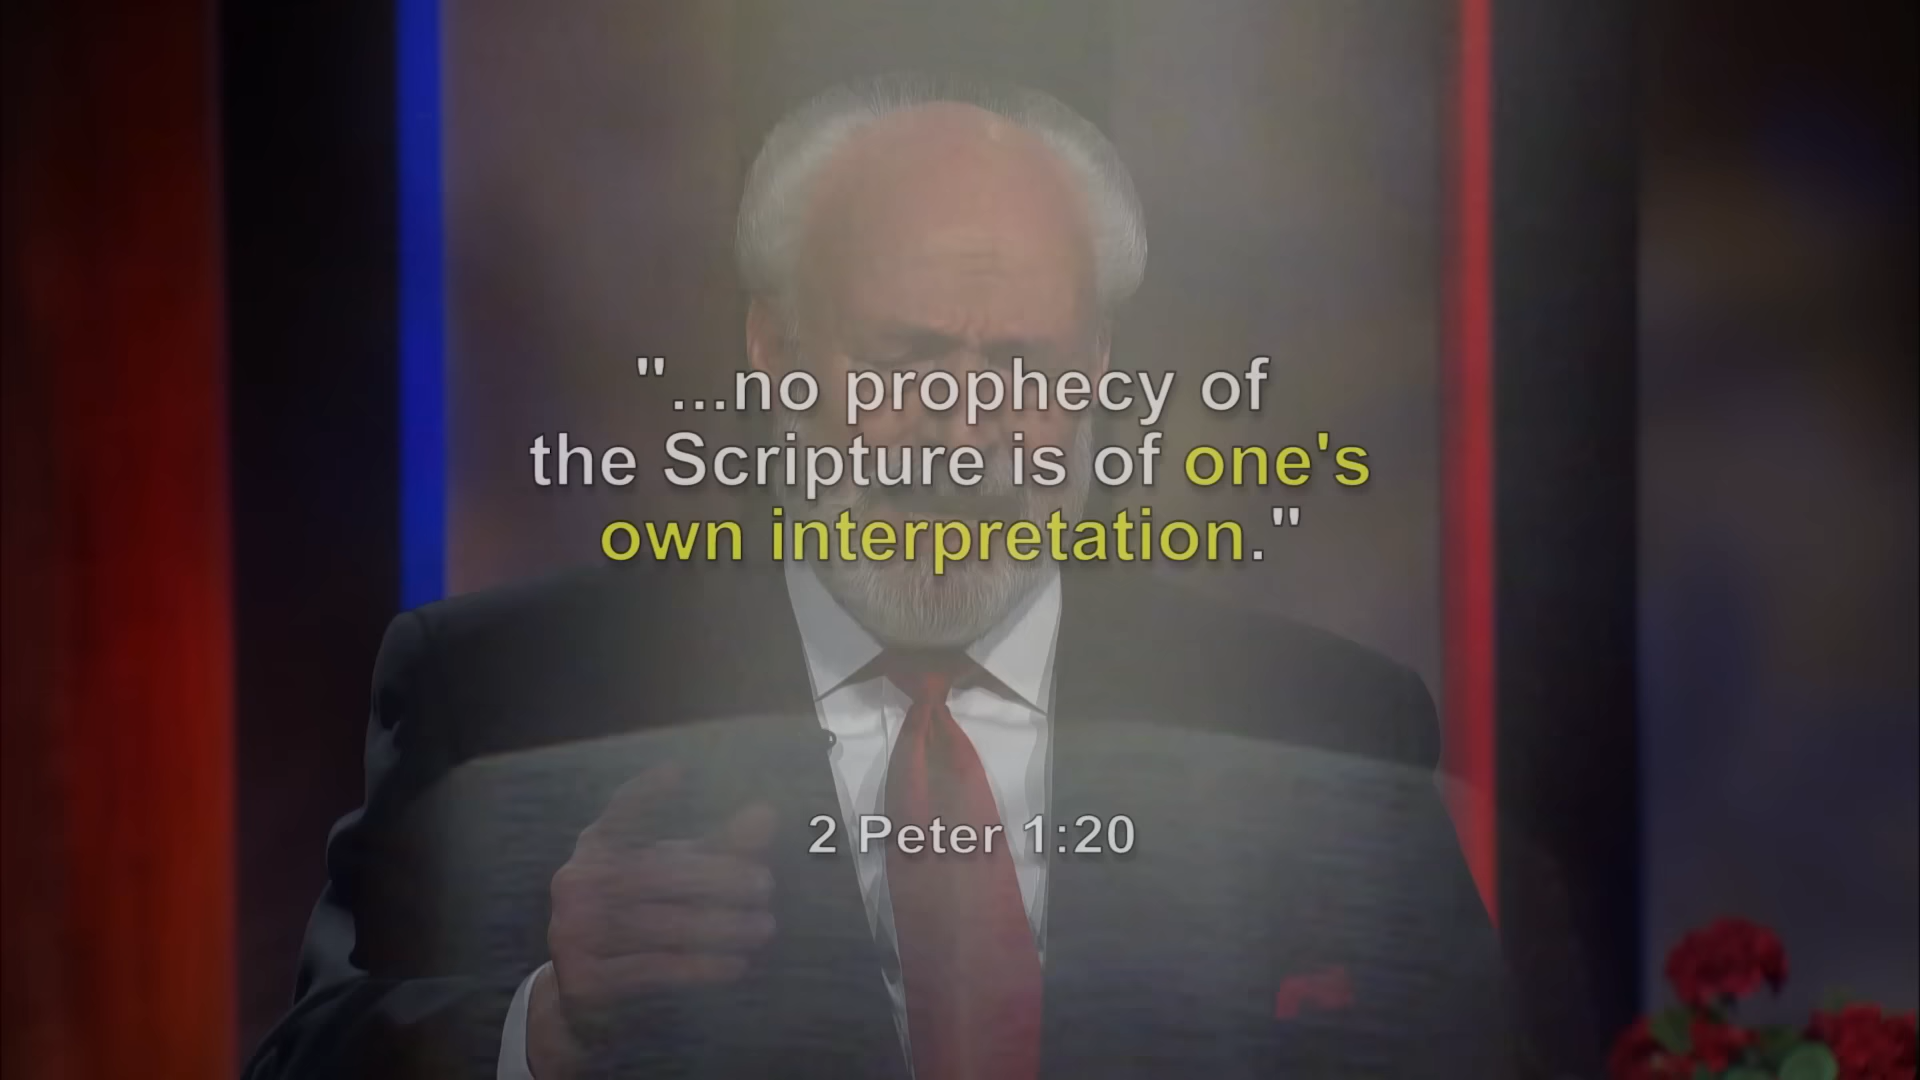 "...no prophecy of
the Scripture is of one's
own interpretation."
2 Peter 1:20